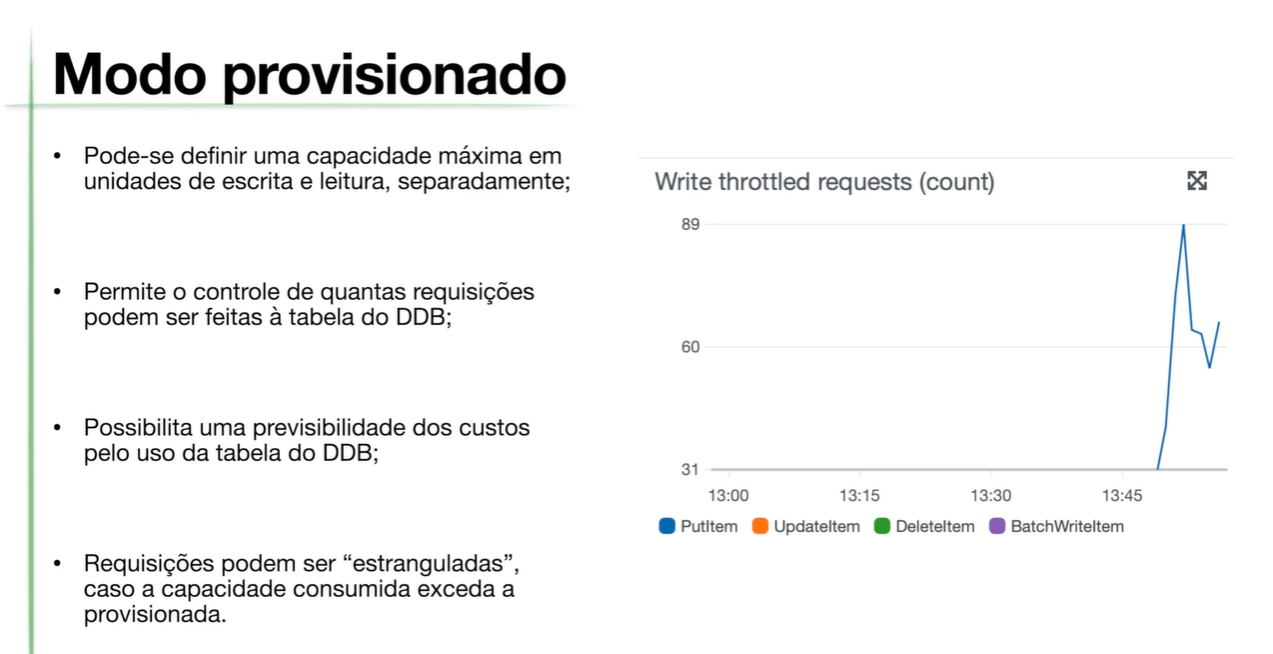 Modo provisionado
• Pode-se definir uma capacidade máxima em
unidades de escrita e leitura, separadamente;
• Permite o controle de quantas requisições
podem ser feitas à tabela do DDB;
• Possibilita uma previsibilidade dos custos
pelo uso da tabela do DDB;
• Requisições podem ser “estranguladas”,
caso a capacidade consumida exceda a
provisionada.
Write throttled requests (count)
89
60
31
13:00 13:15 13:30 13:45
PutItem UpdateItem DeleteItem BatchWriteItem